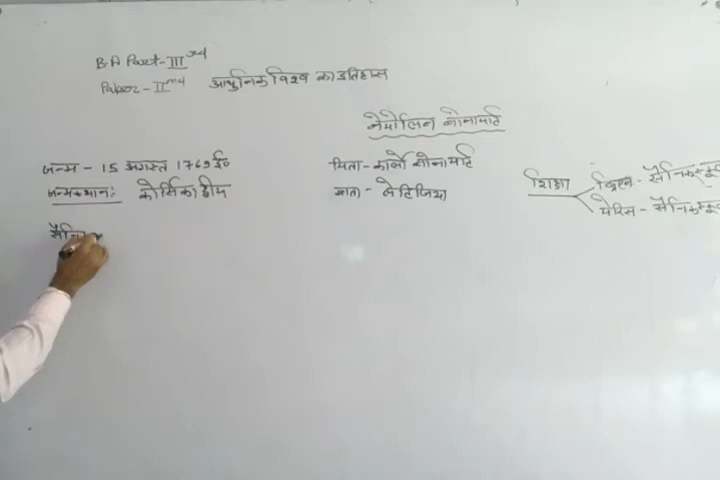 B.A Part-III rd
Paper-II nd आधुनिक विश्व का इतिहास
नेपोलियन बोनापार्ट
जन्म - 15 अगस्त 1769 ई०
जन्मस्थान: कोर्सिका द्वीप
पिता - कार्लो बोनापार्ट
माता - लेटिजिया
शिक्षा
सैनिक स्कूल
पेरिस - सैनिक स्कूल
सैनि